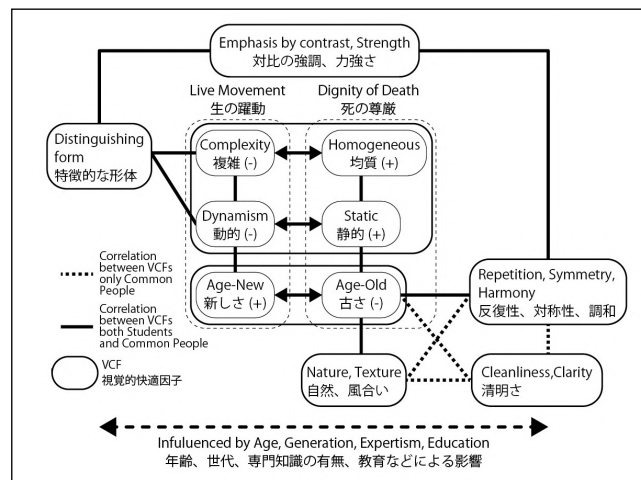 Emphasis by contrast, Strength
対比の強調、力強さ
Live Movement
生の躍動
Dignity of Death
死の尊厳
Distinguishing
form
特徴的な形体
Complexity
複雑 (-)
Homogeneous
均質 (+)
Dynamism
動的 (-)
Static
静的 (+)
Age-New
新しさ (+)
Age-Old
古さ (-)
Correlation
between VCFs
only Common
People
Correlation
between VCFs
both Students
and Common People
VCF
視覚的快適因子
Repetition, Symmetry,
Harmony
反復性、対称性、調和
Nature, Texture
自然、風合い
Cleanliness,Clarity
清明さ
Infuluenced by Age, Generation, Expertism, Education
年齢、世代、専門知識の有無、教育などによる影響